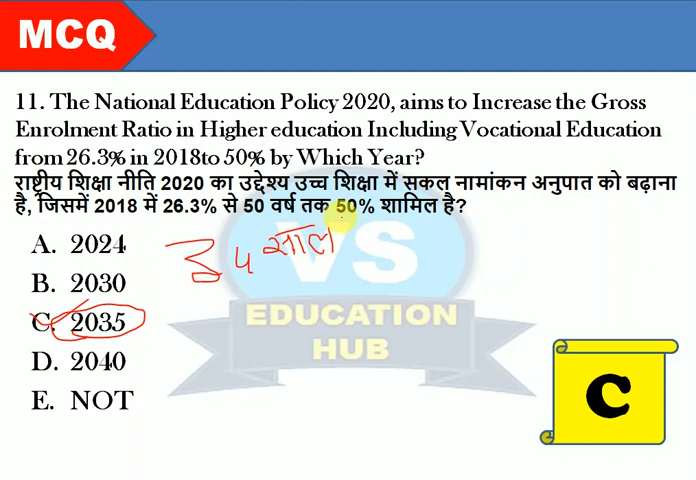 MCQ
11. The National Education Policy 2020, aims to Increase the Gross
Enrolment Ratio in Higher education Including Vocational Education
from 26.3% in 2018to 50% by Which Year?
राष्ट्रीय शिक्षा नीति 2020 का उद्देश्य उच्च शिक्षा में सकल नामांकन अनुपात को बढ़ाना
है, जिसमें 2018 में 26.3% से 50 वर्ष तक 50% शामिल है?
A. 2024
B. 2030
C. 2035
D. 2040
E. NOT
साल
VS
EDUCATION
HUB
C